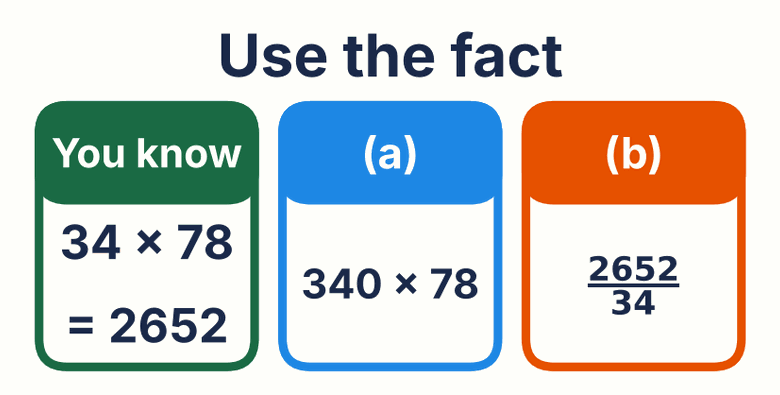 Use the fact
You know
34 × 78
= 2652
(a)
340 × 78
(b)
2652
34